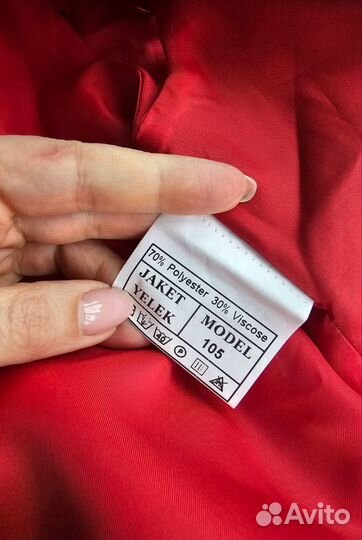 70% Polyester 30% Viscose
JAKET
YELEK
MODEL
105
40
P
Avito